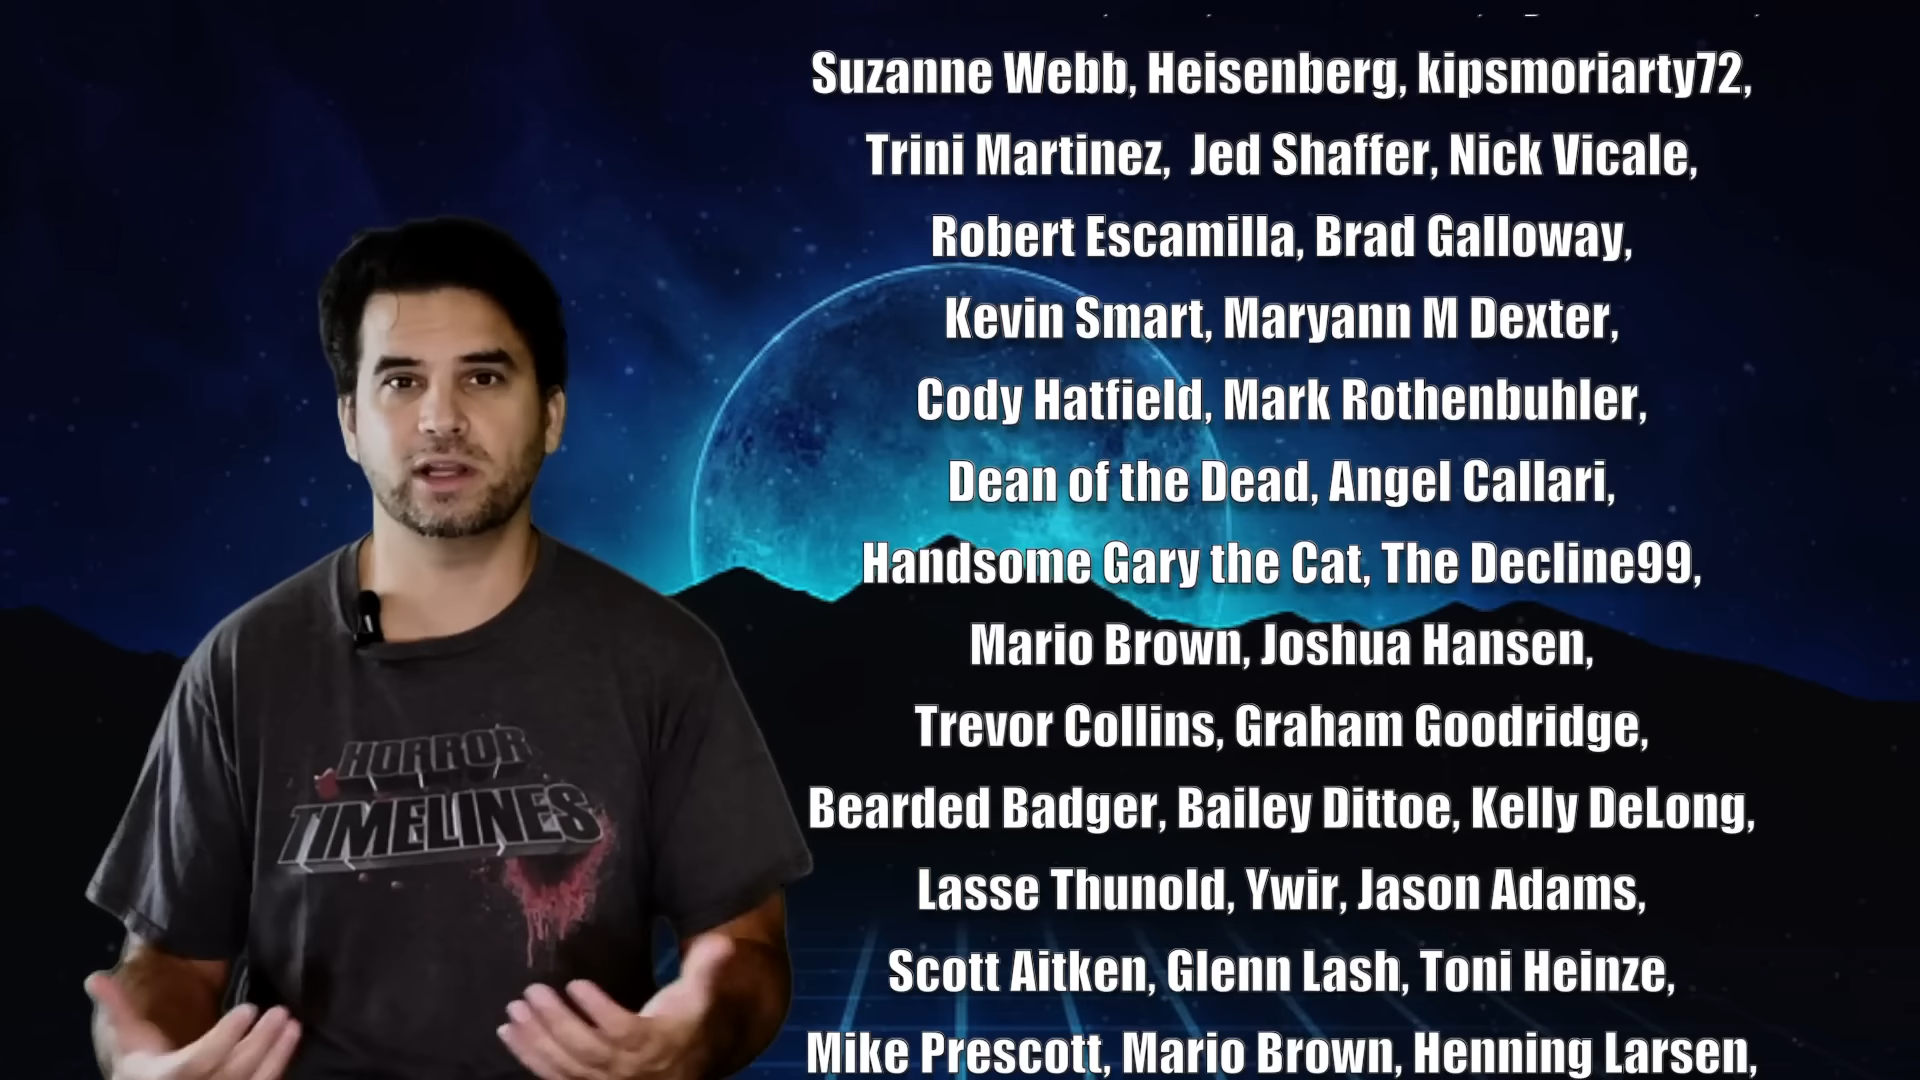 Suzanne Webb, Heisenberg, kipsmoriarty72,
Trini Martinez, Jed Shaffer, Nick Vicale,
Robert Escamilla, Brad Galloway,
Kevin Smart, Maryann M Dexter,
Cody Hatfield, Mark Rothenbuhler,
Dean of the Dead, Angel Callari,
Handsome Gary the Cat, The Decline99,
Mario Brown, Joshua Hansen,
Trevor Collins, Graham Goodridge,
Bearded Badger, Bailey Dittoe, Kelly DeLong,
Lasse Thunold, Ywir, Jason Adams,
Scott Aitken, Glenn Lash, Toni Heinze,
Mike Prescott, Mario Brown, Henning Larsen,
HORROR
TIMELINES